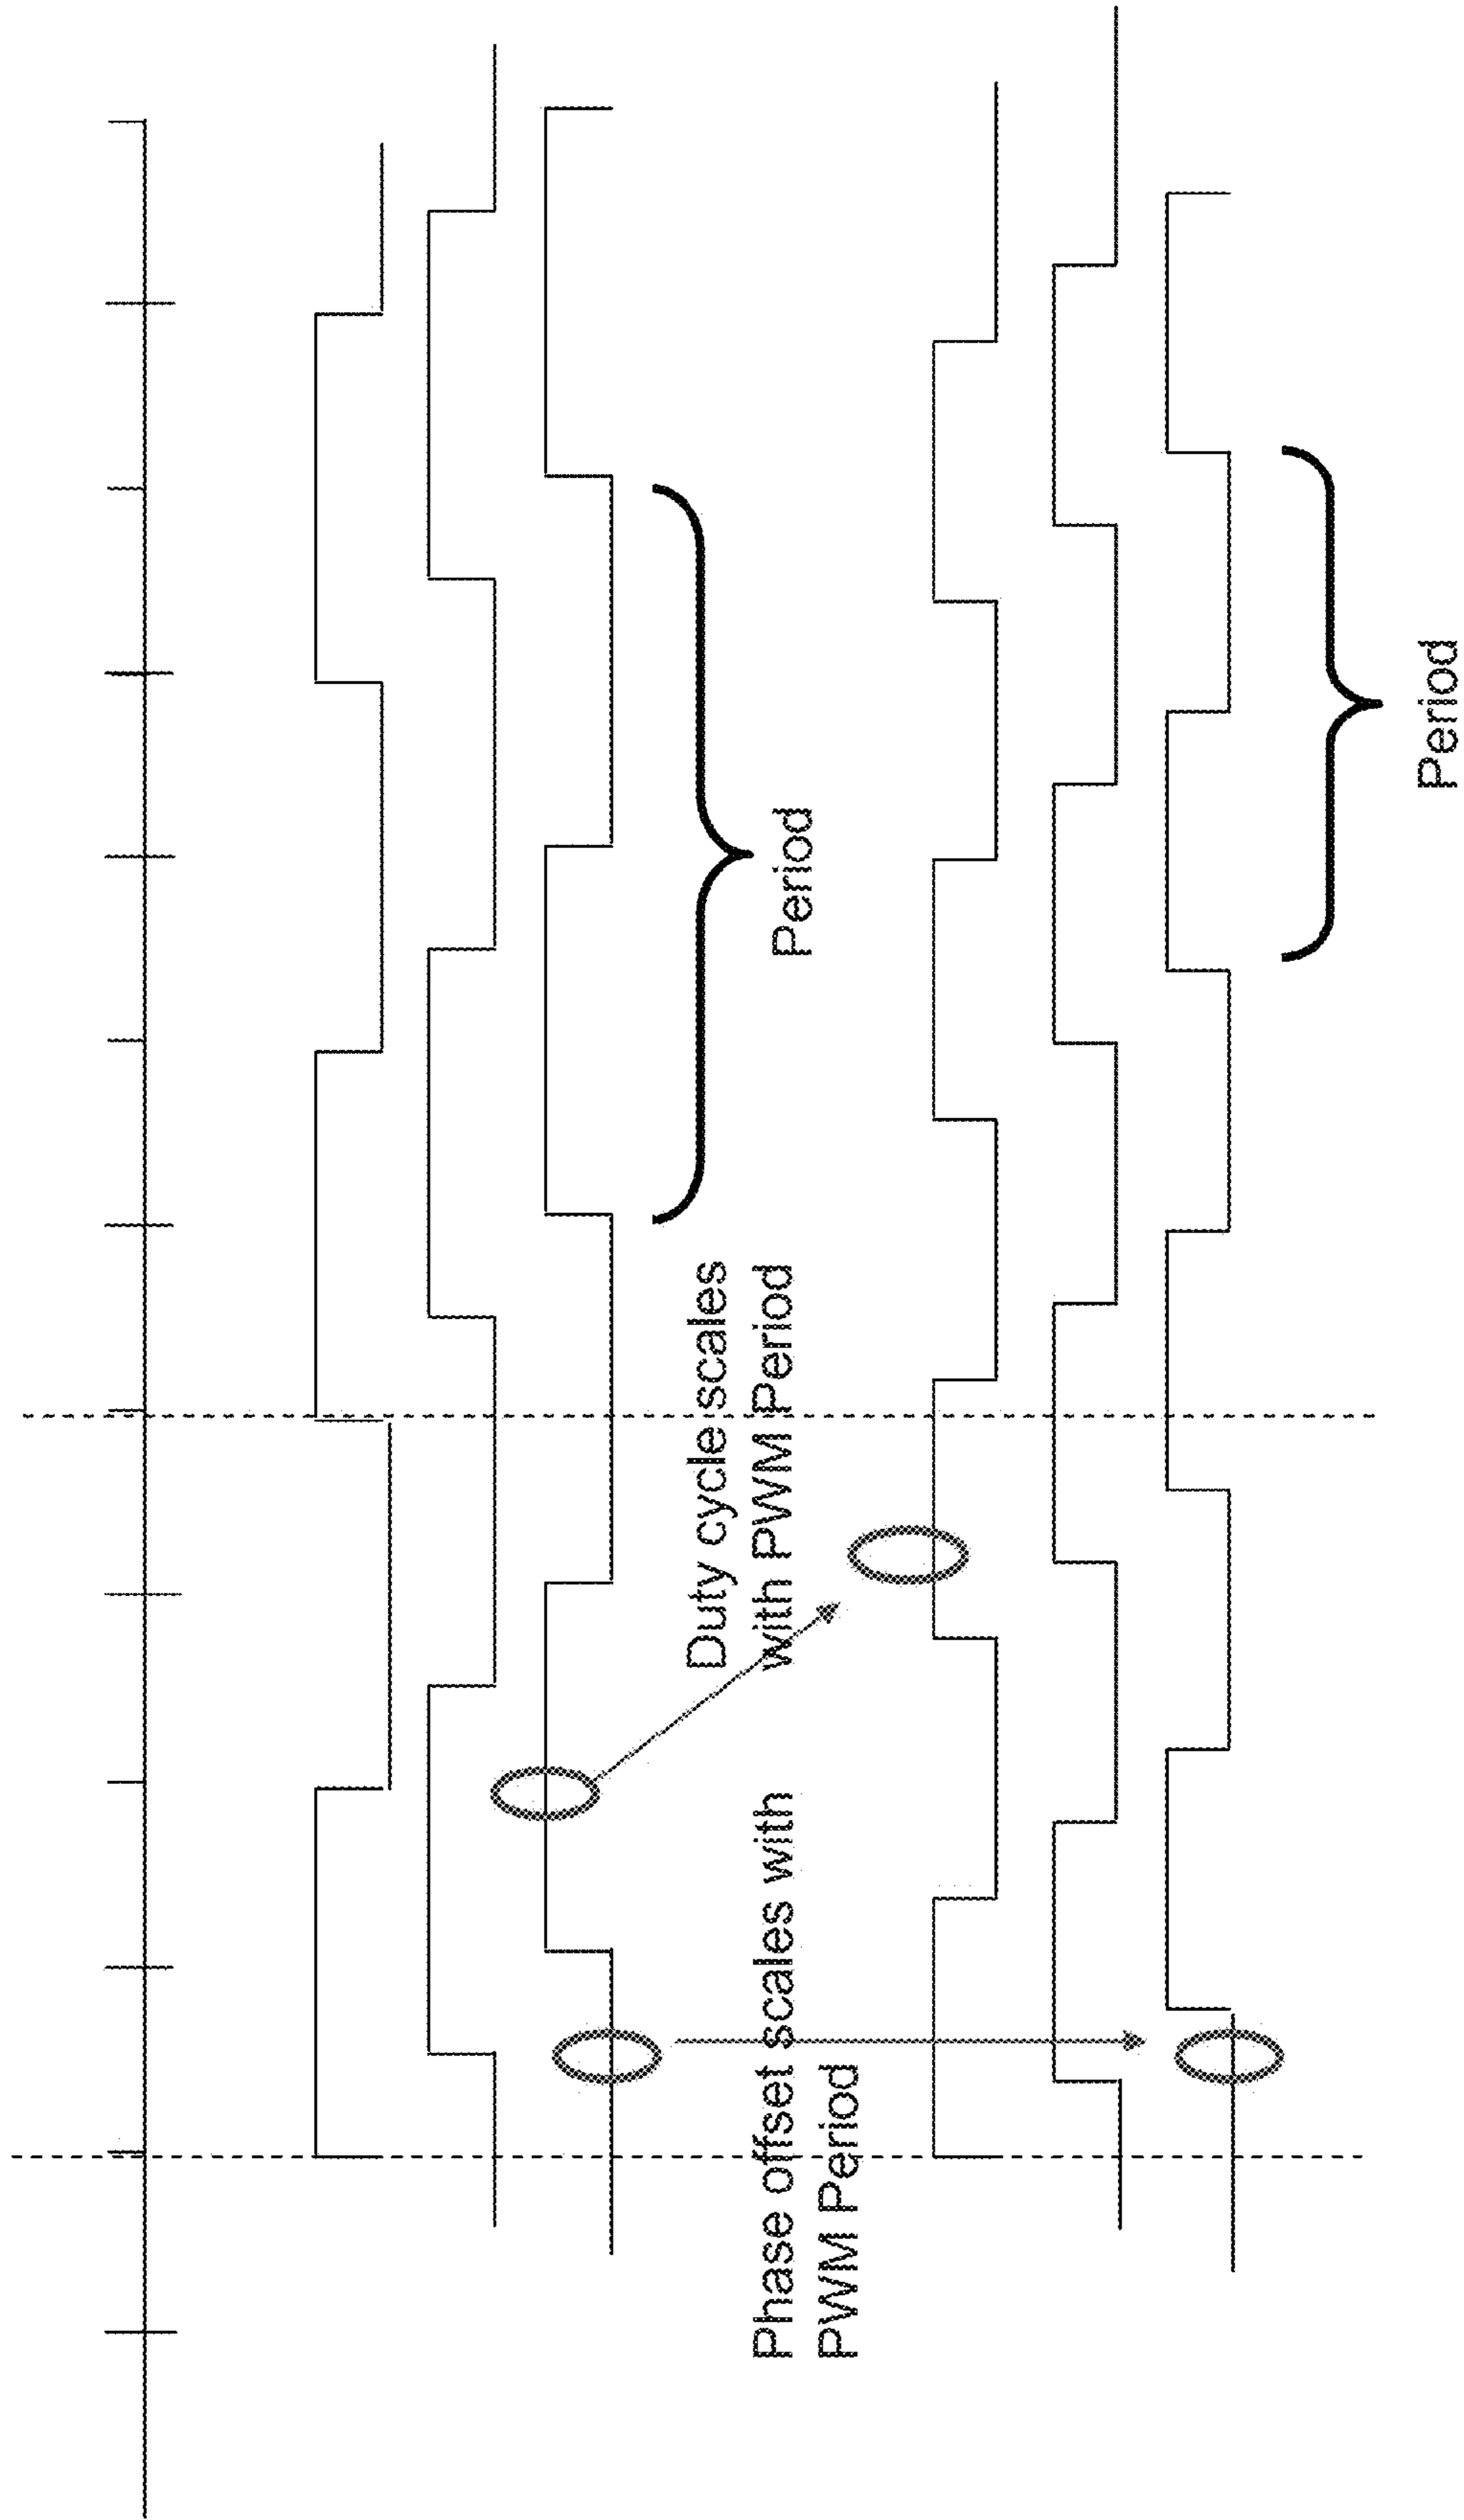 Phase offset scales with
PWM Period
Duty cycle scales
with PWM Period
Period
Period